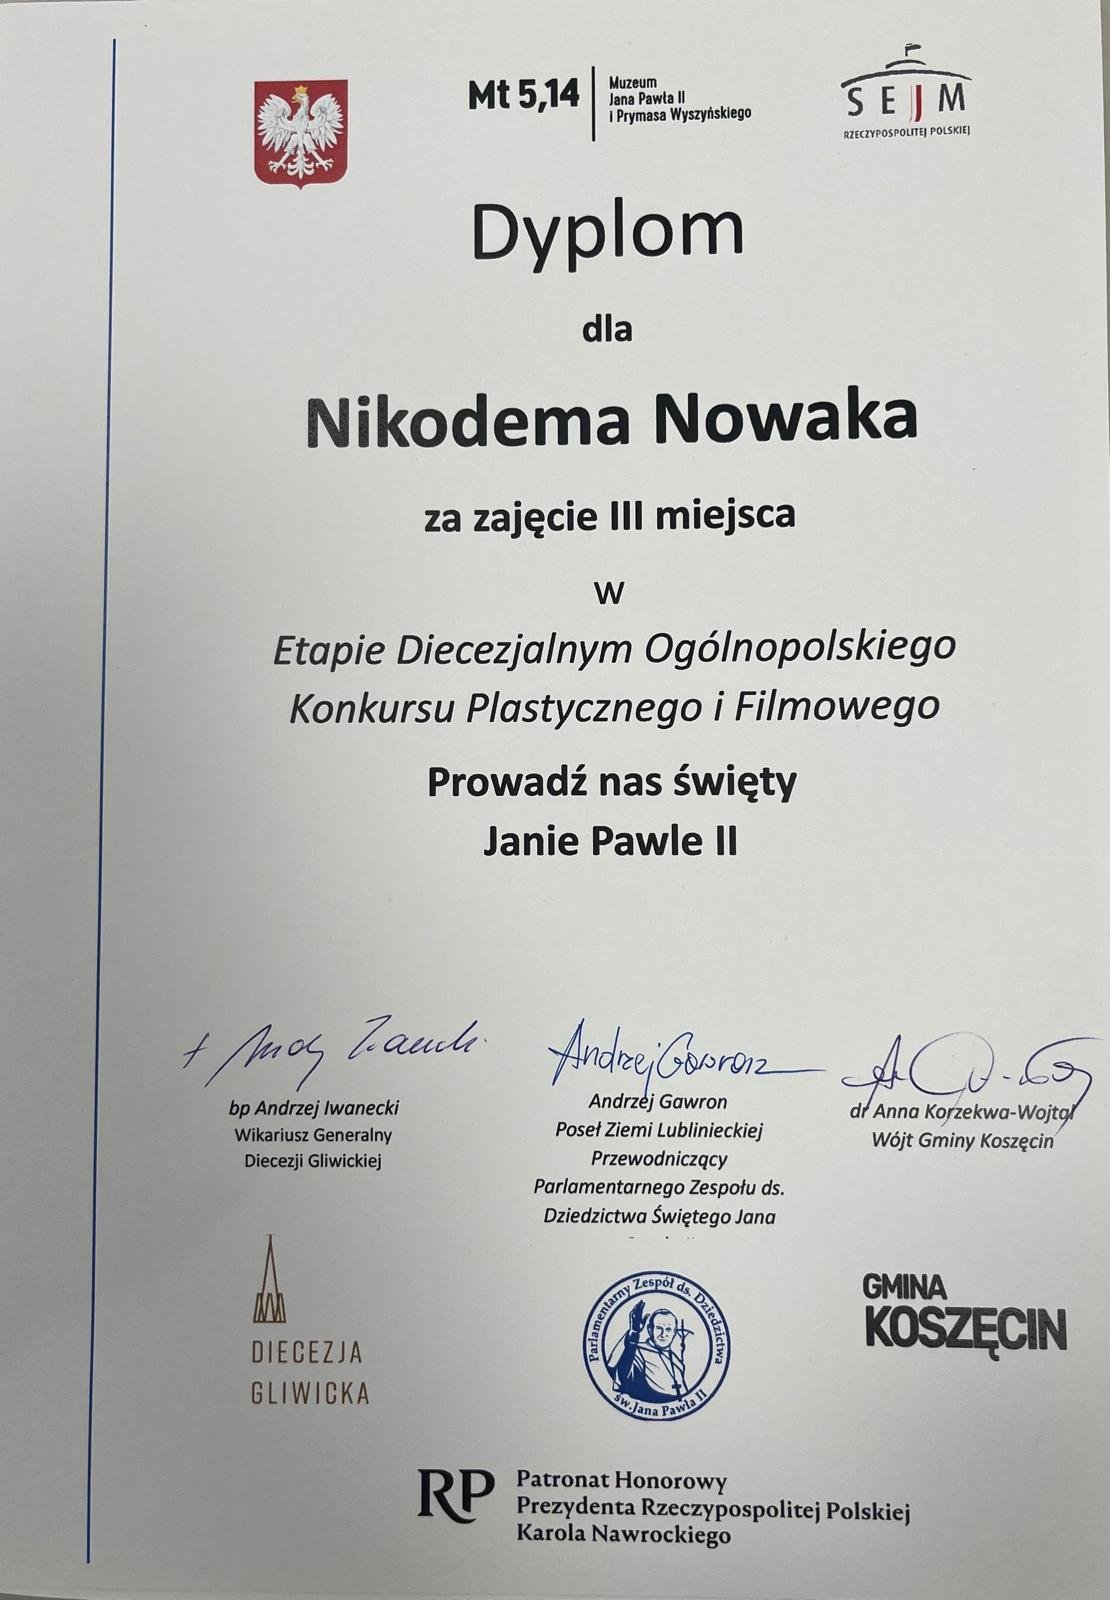 Mt 5,14
Muzeum
Jana Pawła II
i Prymasa Wyszyńskiego
SEJM
RZECZYPOSPOLITEJ POLSKIEJ
Dyplom
dla
Nikodema Nowaka
za zajęcie III miejsca
w
Etapie Diecezjalnym Ogólnopolskiego
Konkursu Plastycznego i Filmowego
Prowadź nas święty
Janie Pawle II
Andrzej Gawron
bp Andrzej Iwanecki
Wikariusz Generalny
Diecezji Gliwickiej
Andrzej Gawron
Poseł Ziemi Lublinieckiej
Przewodniczący
Parlamentarnego Zespołu ds.
Dziedzictwa Świętego Jana
dr Anna Korzekwa-Wojtal
Wójt Gminy Koszęcin
DIECEZJA
GLIWICKA
Parlamentarny Zespół ds. Dziedzictwa
św. Jana Pawła II
GMINA
KOSZĘCIN
RP
Patronat Honorowy
Prezydenta Rzeczypospolitej Polskiej
Karola Nawrockiego